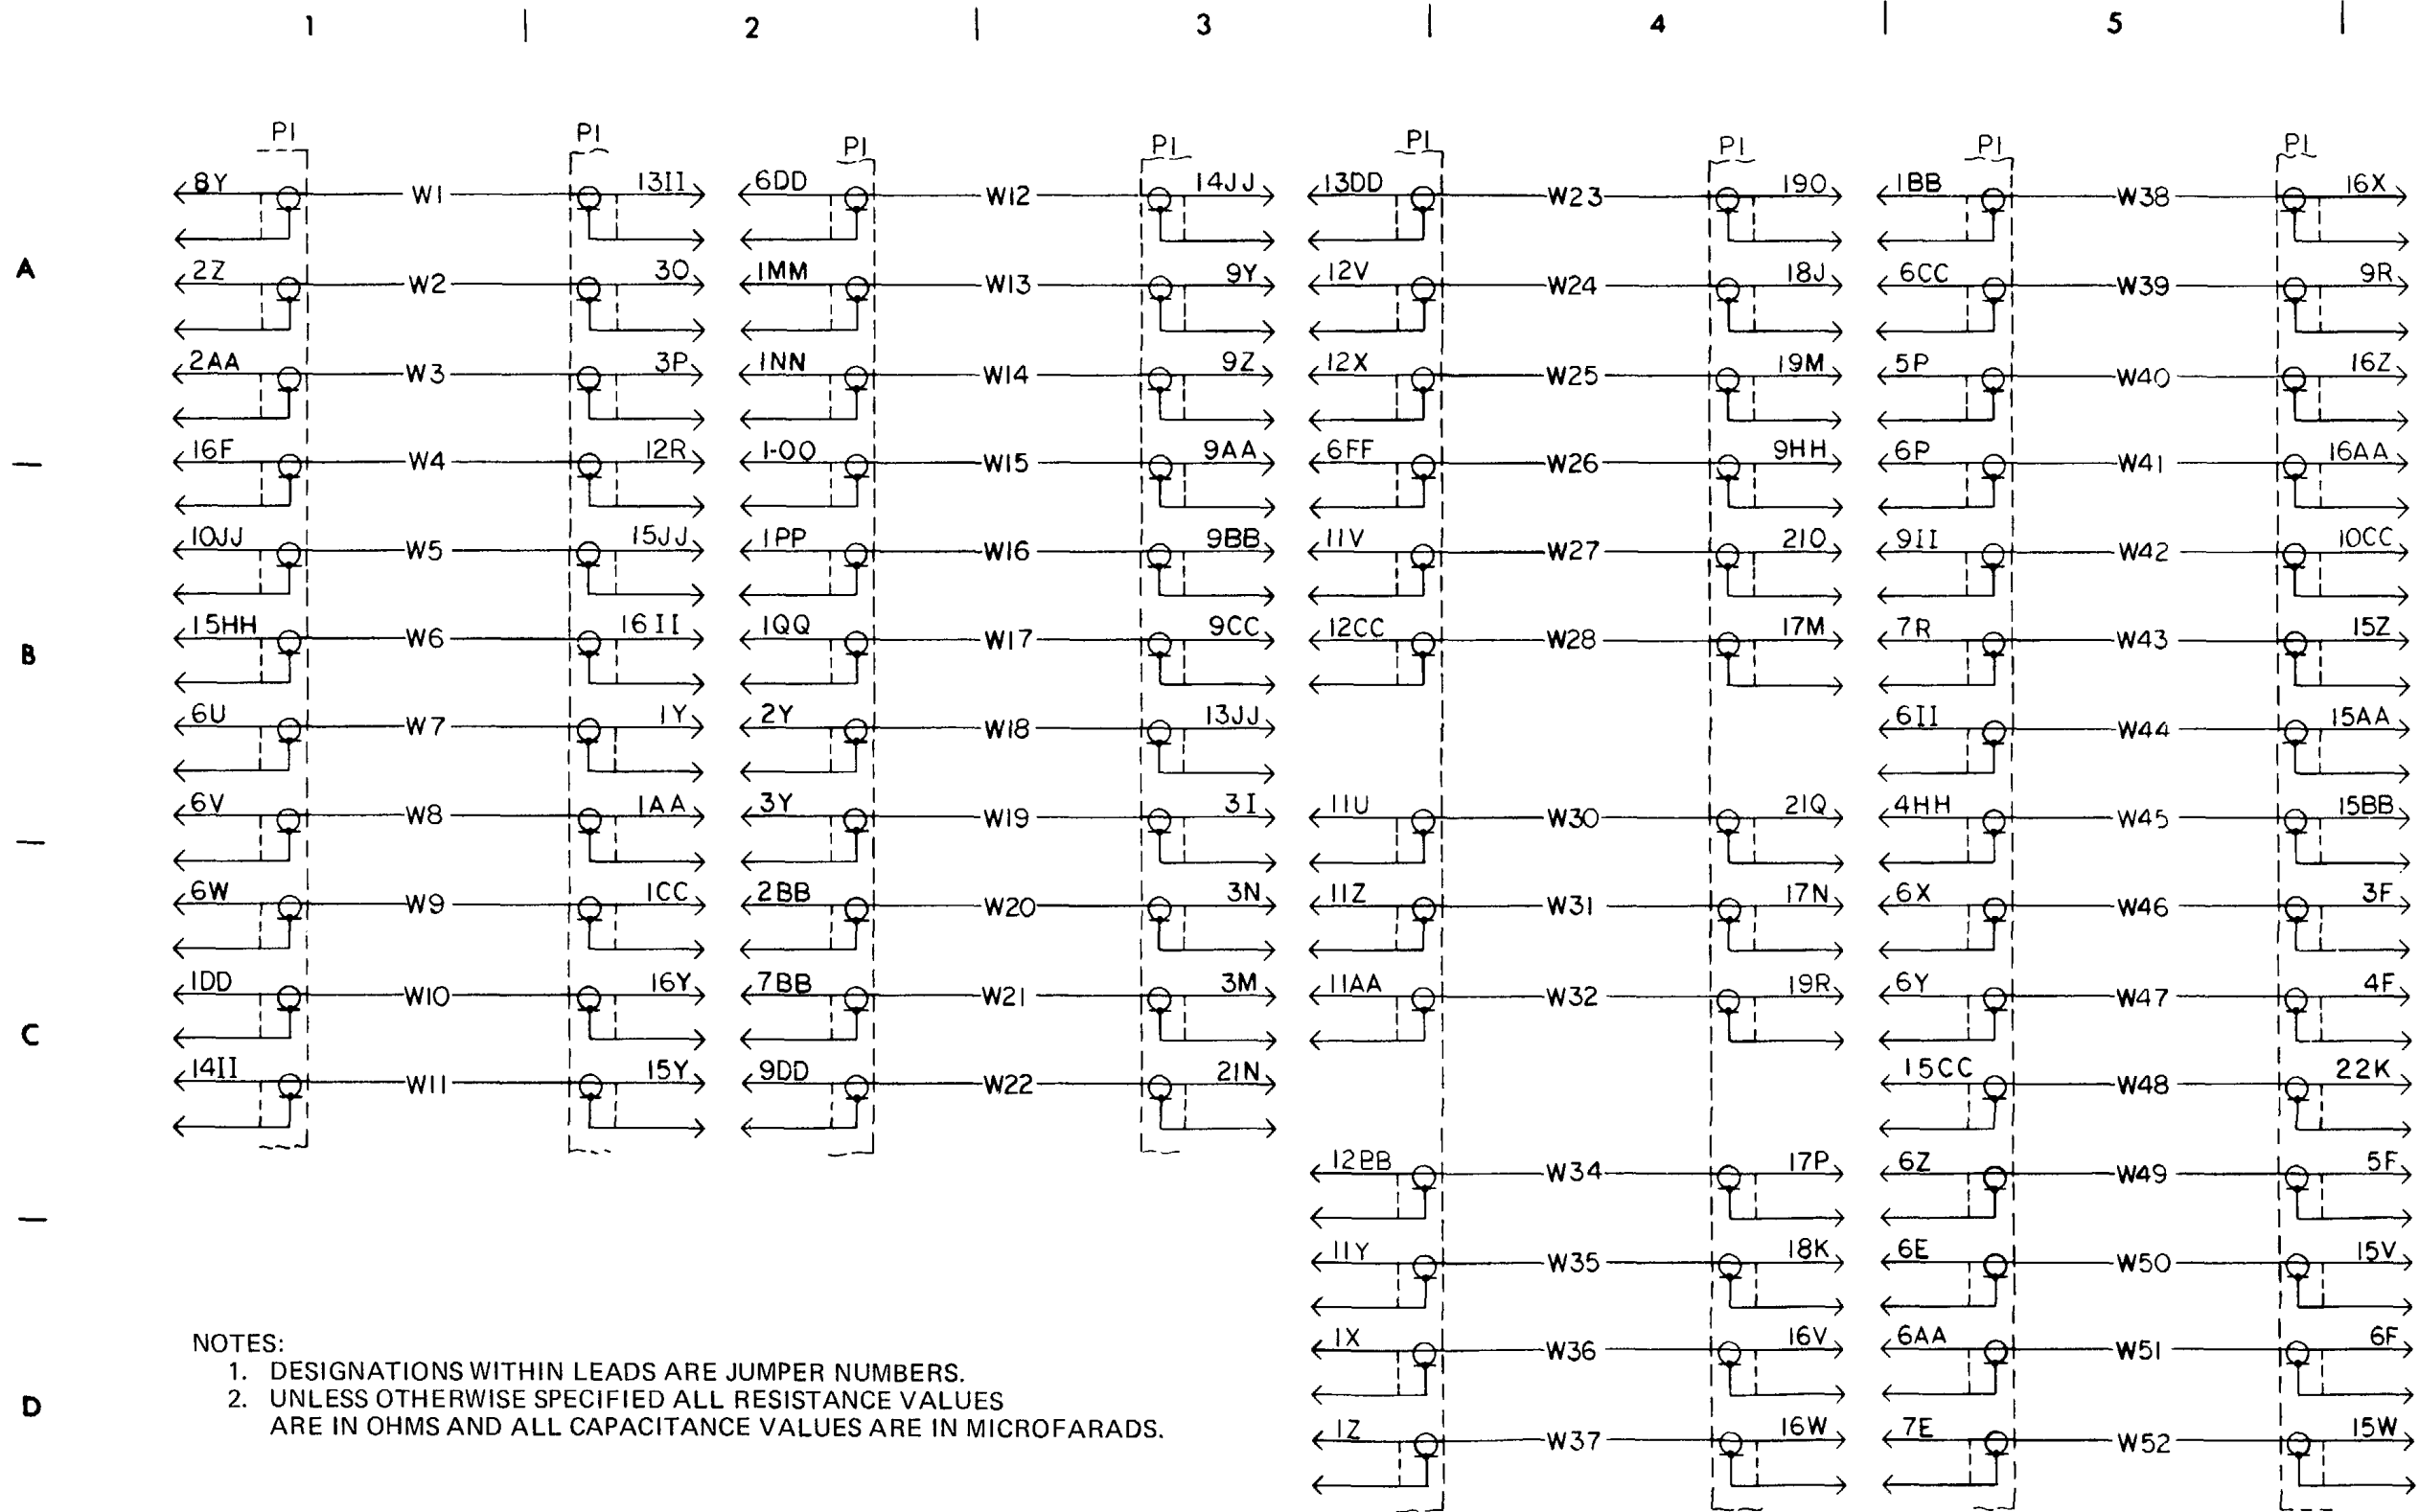 1 2 3 4 5
P1 P1 P1 P1 P1 P1 P1 P1
8Y W1 13II 6DD W12 14JJ 13DD W23 19O 1BB W38 16X
A
2Z W2 3O 1MM W13 9Y 12V W24 18J 6CC W39 9R
2AA W3 3P 1NN W14 9Z 12X W25 19M 5P W40 16Z
16F W4 12R 1-OO W15 9AA 6FF W26 9HH 6P W41 16AA
10JJ W5 15JJ 1PP W16 9BB 11V W27 21O 9II W42 10CC
B
15HH W6 16II 1QQ W17 9CC 12CC W28 17M 7R W43 15Z
6U W7 1Y 2Y W18 13JJ 6II W44 15AA
6V W8 1AA 3Y W19 3I 11U W30 21Q 4HH W45 15BB
6W W9 1CC 2BB W20 3N 11Z W31 17N 6X W46 3F
1DD W10 16Y 7BB W21 3M 11AA W32 19R 6Y W47 4F
C
14II W11 15Y 9DD W22 21N 15CC W48 22K
12BB W34 17P 6Z W49 5F
11Y W35 18K 6E W50 15V
1X W36 16V 6AA W51 6F
D
1Z W37 16W 7E W52 15W
NOTES:
1. DESIGNATIONS WITHIN LEADS ARE JUMPER NUMBERS.
2. UNLESS OTHERWISE SPECIFIED ALL RESISTANCE VALUES
ARE IN OHMS AND ALL CAPACITANCE VALUES ARE IN MICROFARADS.